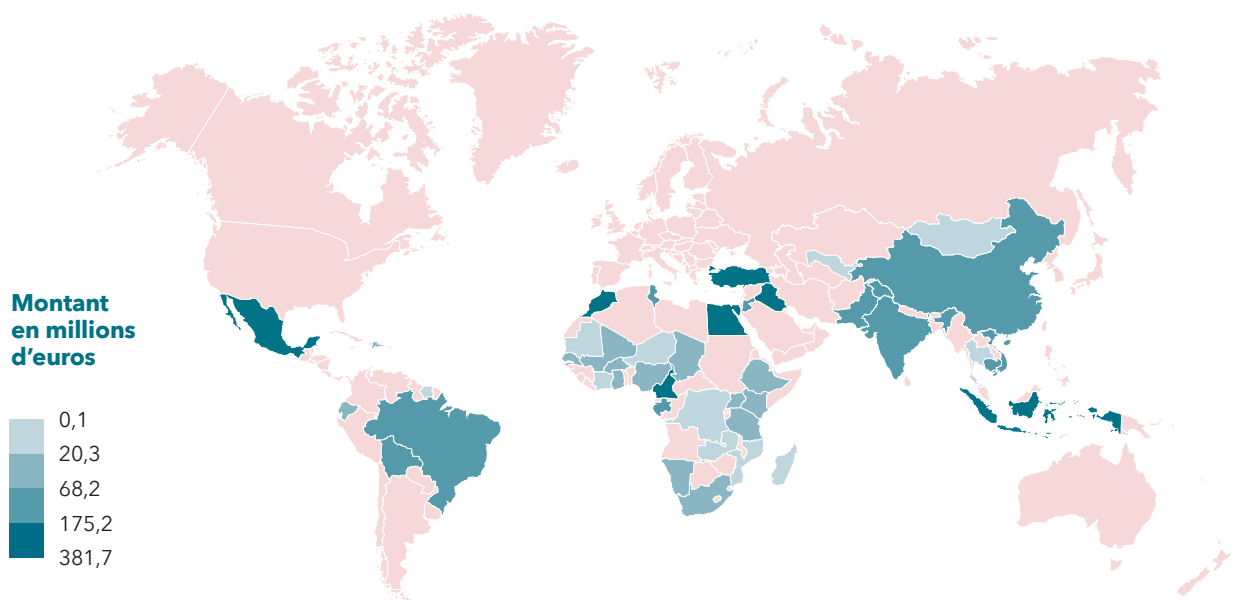 Montant
en millions
d’euros
0,1
20,3
68,2
175,2
381,7